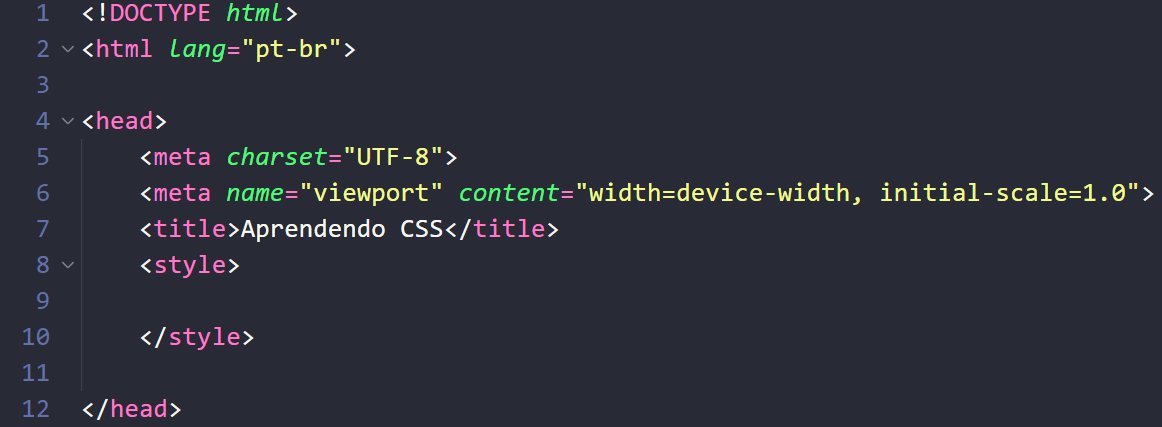 1 <!DOCTYPE html>
2 <html lang="pt-br">
3
4 <head>
5     <meta charset="UTF-8">
6     <meta name="viewport" content="width=device-width, initial-scale=1.0">
7     <title>Aprendendo CSS</title>
8     <style>
9
10     </style>
11
12 </head>